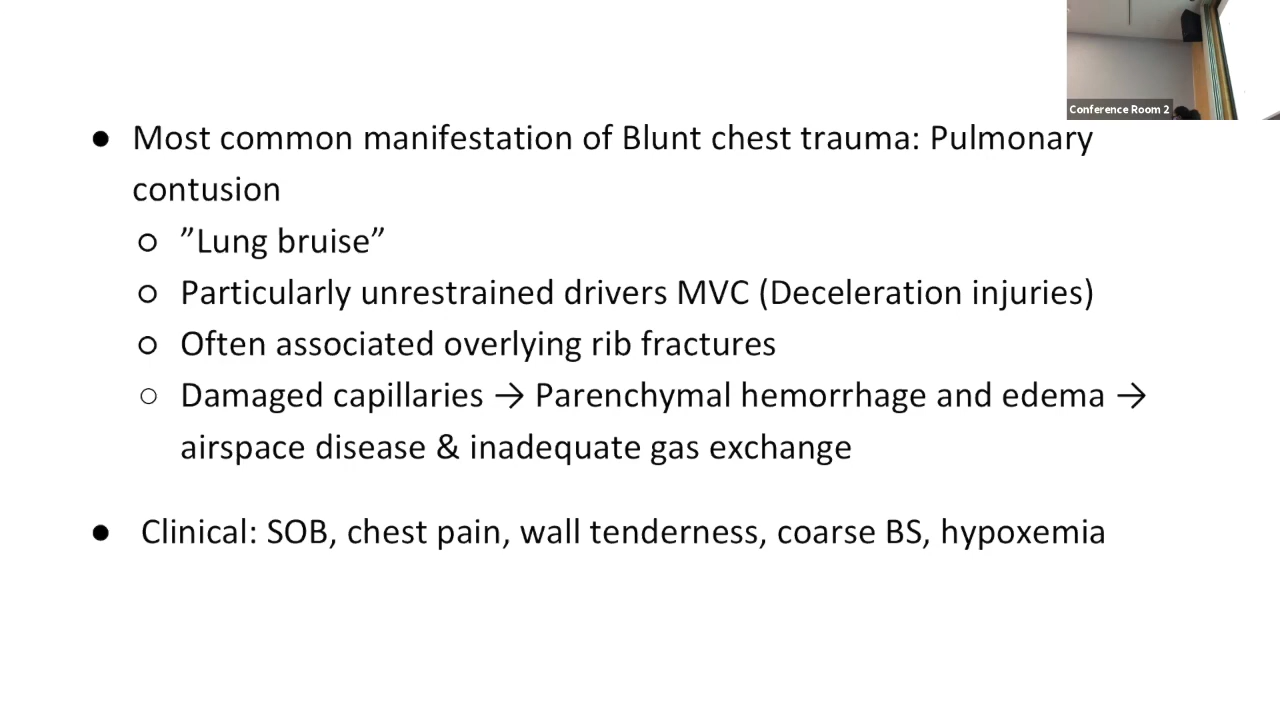 Conference Room 2
● Most common manifestation of Blunt chest trauma: Pulmonary
contusion
○ ”Lung bruise”
○ Particularly unrestrained drivers MVC (Deceleration injuries)
○ Often associated overlying rib fractures
○ Damaged capillaries → Parenchymal hemorrhage and edema →
airspace disease & inadequate gas exchange
● Clinical: SOB, chest pain, wall tenderness, coarse BS, hypoxemia